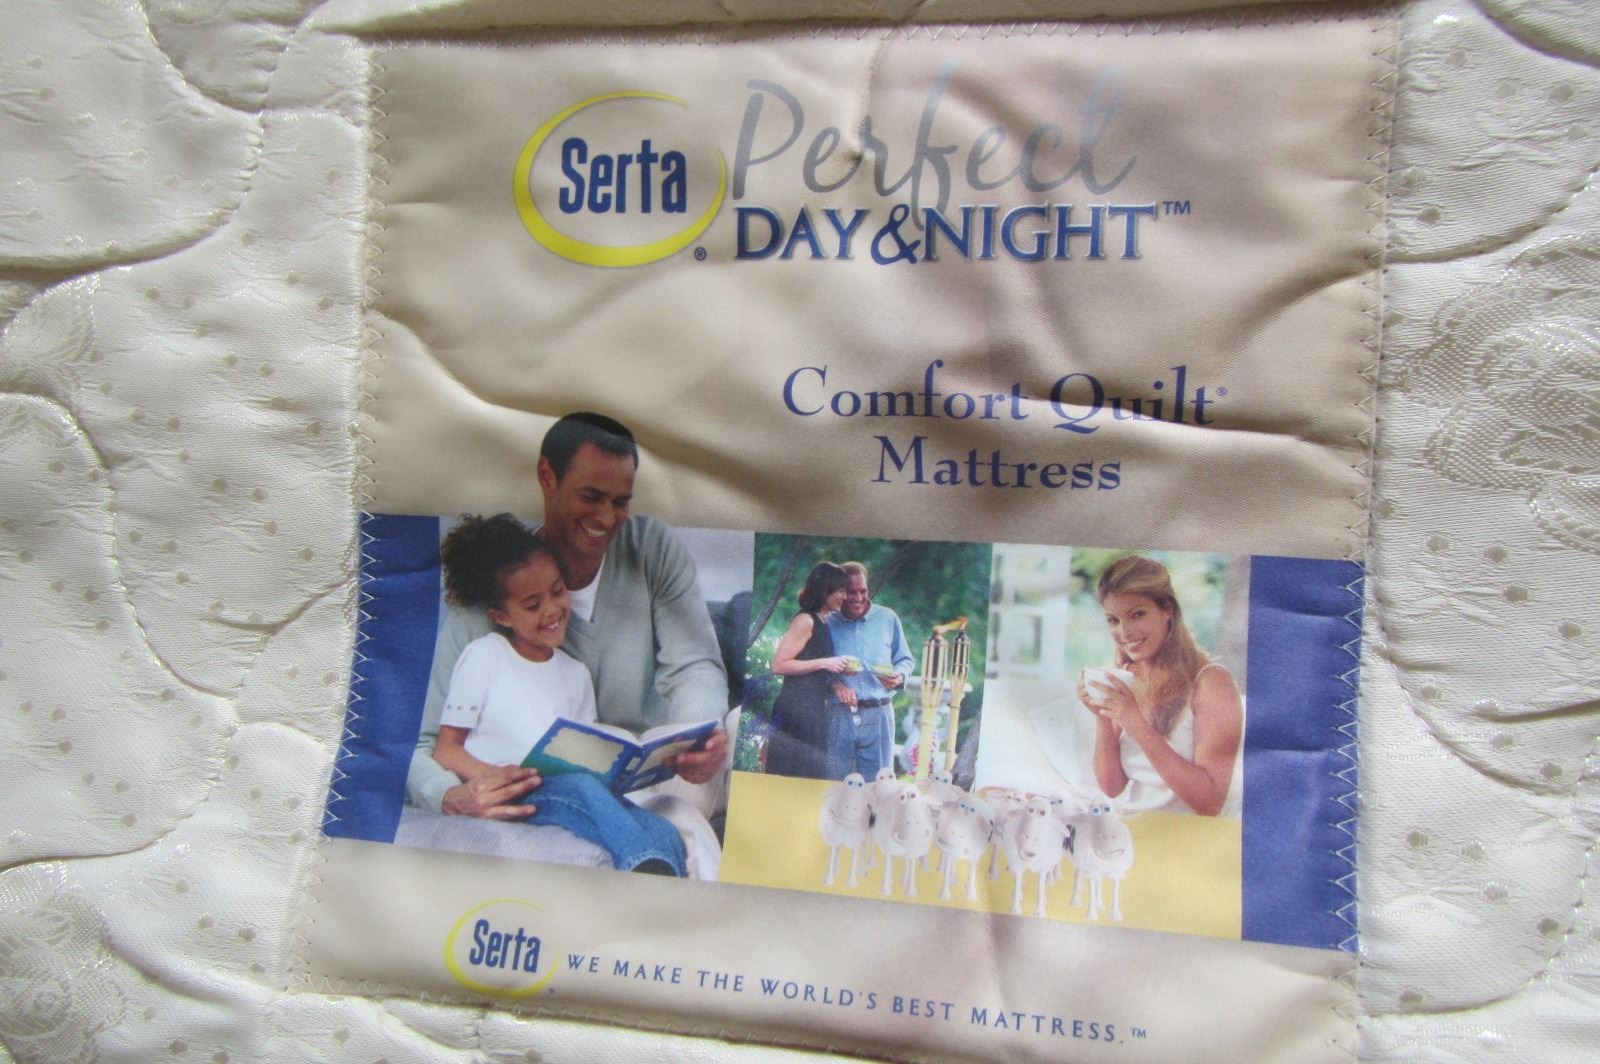 Serta® Perfect
DAY&NIGHT™
Comfort Quilt®
Mattress
Serta® WE MAKE THE WORLD'S BEST MATTRESS.™